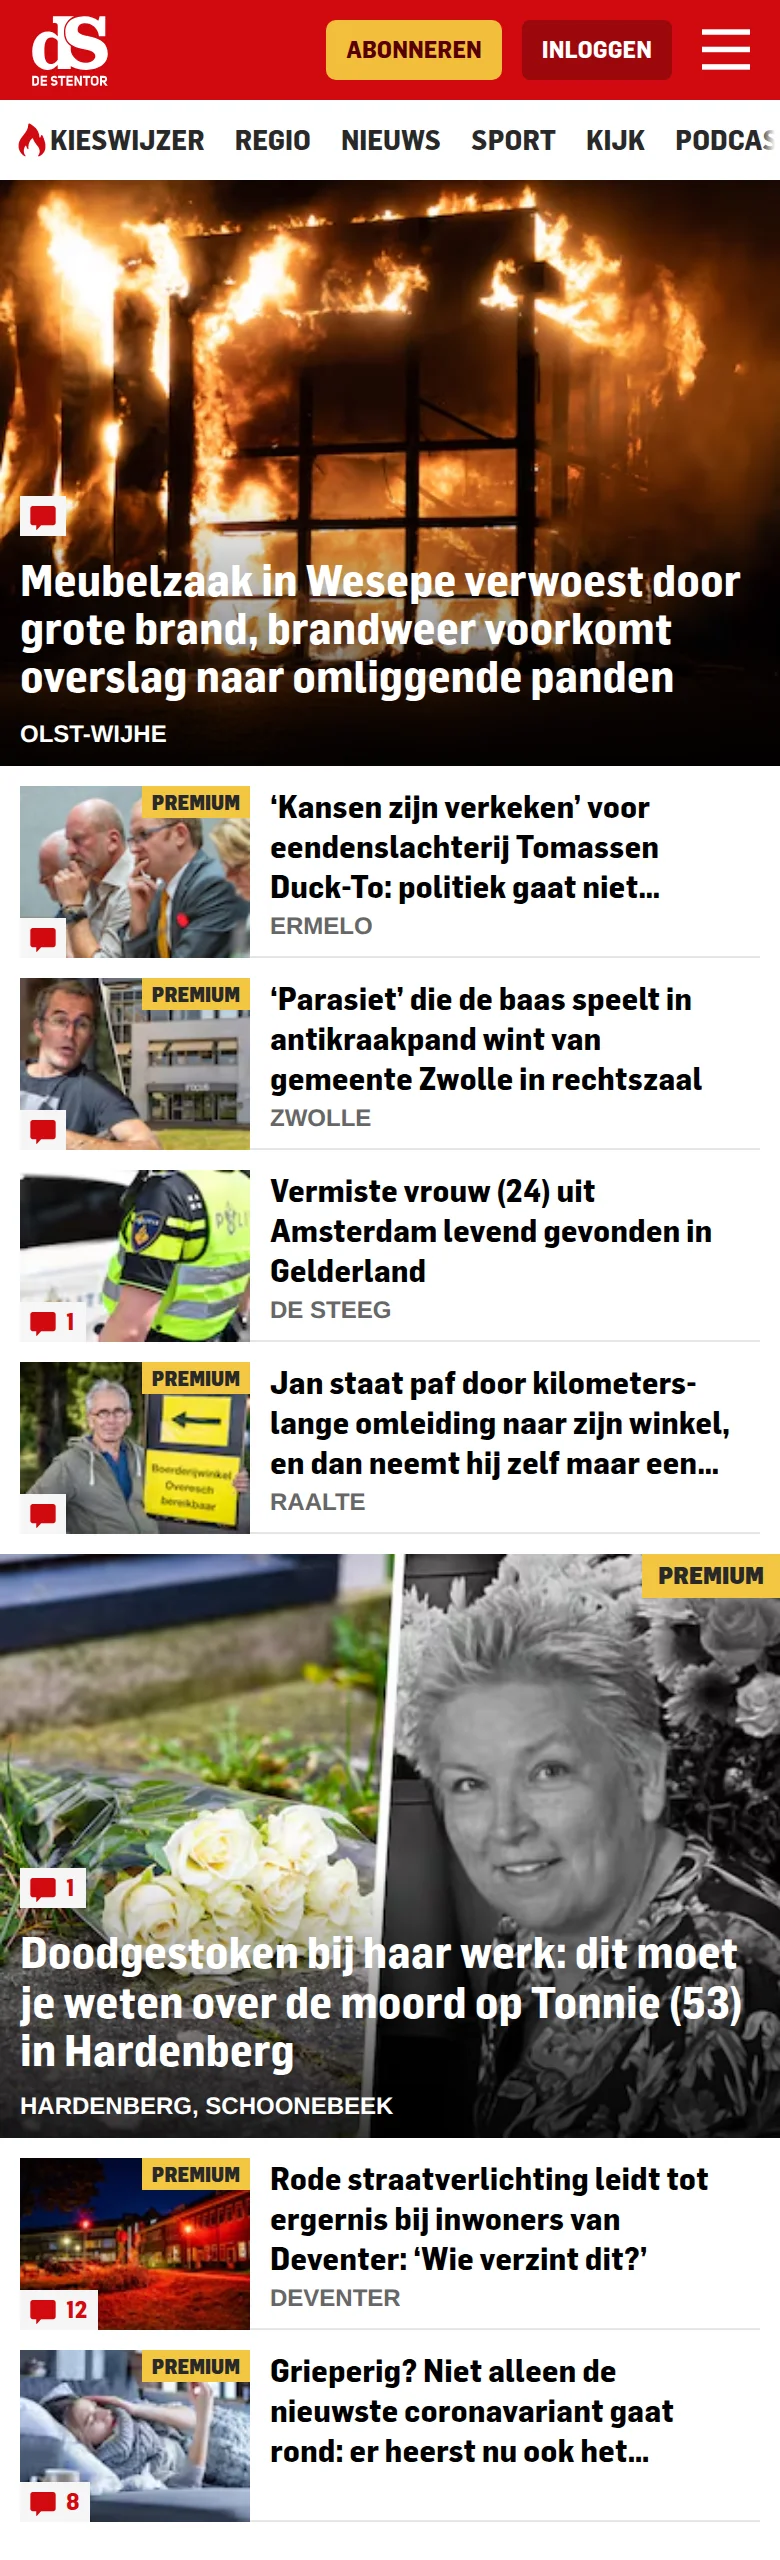 dS
DE STENTOR
ABONNEREN
INLOGGEN
KIESWIJZER REGIO NIEUWS SPORT KIJK PODCAS
Meubelzaak in Wesepe verwoest door
grote brand, brandweer voorkomt
overslag naar omliggende panden
OLST-WIJHE
PREMIUM
‘Kansen zijn verkeken’ voor
eendenslachterij Tomassen
Duck-To: politiek gaat niet...
ERMELO
PREMIUM
‘Parasiet’ die de baas speelt in
antikraakpand wint van
gemeente Zwolle in rechtszaal
ZWOLLE
Vermiste vrouw (24) uit
Amsterdam levend gevonden in
Gelderland
DE STEEG
1
PREMIUM
Boerderijwinkel
Overesch
bereikbaar
Jan staat paf door kilometers-
lange omleiding naar zijn winkel,
en dan neemt hij zelf maar een...
RAALTE
PREMIUM
1
Doodgestoken bij haar werk: dit moet
je weten over de moord op Tonnie (53)
in Hardenberg
HARDENBERG, SCHOONEBEEK
PREMIUM
12
Rode straatverlichting leidt tot
ergernis bij inwoners van
Deventer: ‘Wie verzint dit?’
DEVENTER
PREMIUM
8
Grieperig? Niet alleen de
nieuwste coronavariant gaat
rond: er heerst nu ook het...